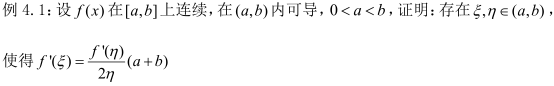 例 4.1：设 f(x) 在 [a,b] 上连续，在 (a,b) 内可导，0<a<b，证明：存在 ξ,η∈(a,b)，
使得 f'(ξ)=\frac{f'(η)}{2η}(a+b)